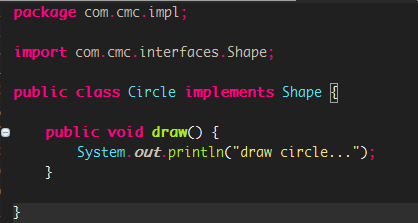 package com.cmc.impl;
import com.cmc.interfaces.Shape;
public class Circle implements Shape {
public void draw() {
System.out.println("draw circle...");
}
}